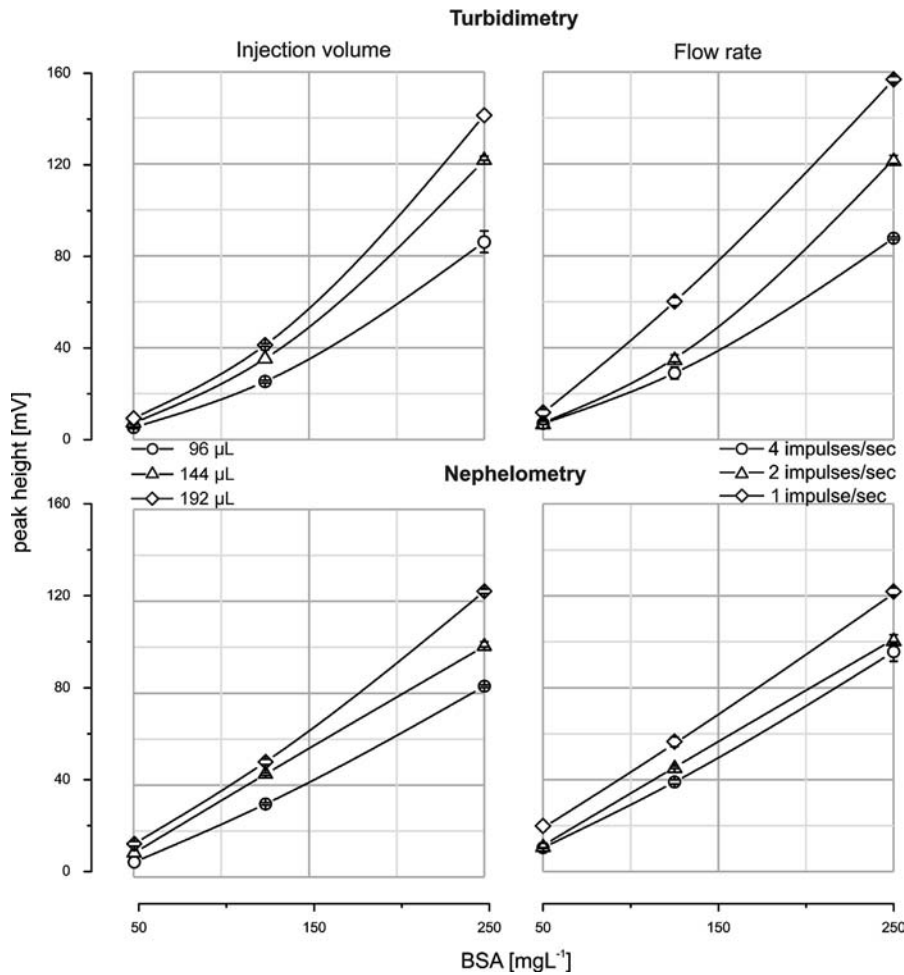 Turbidimetry
Injection volume
Flow rate
160
120
80
40
0
96 µL
144 µL
192 µL
4 impulses/sec
2 impulses/sec
1 impulse/sec
Nephelometry
peak height [mV]
160
120
80
40
0
50
150
250
50
150
250
BSA [mgL⁻¹]